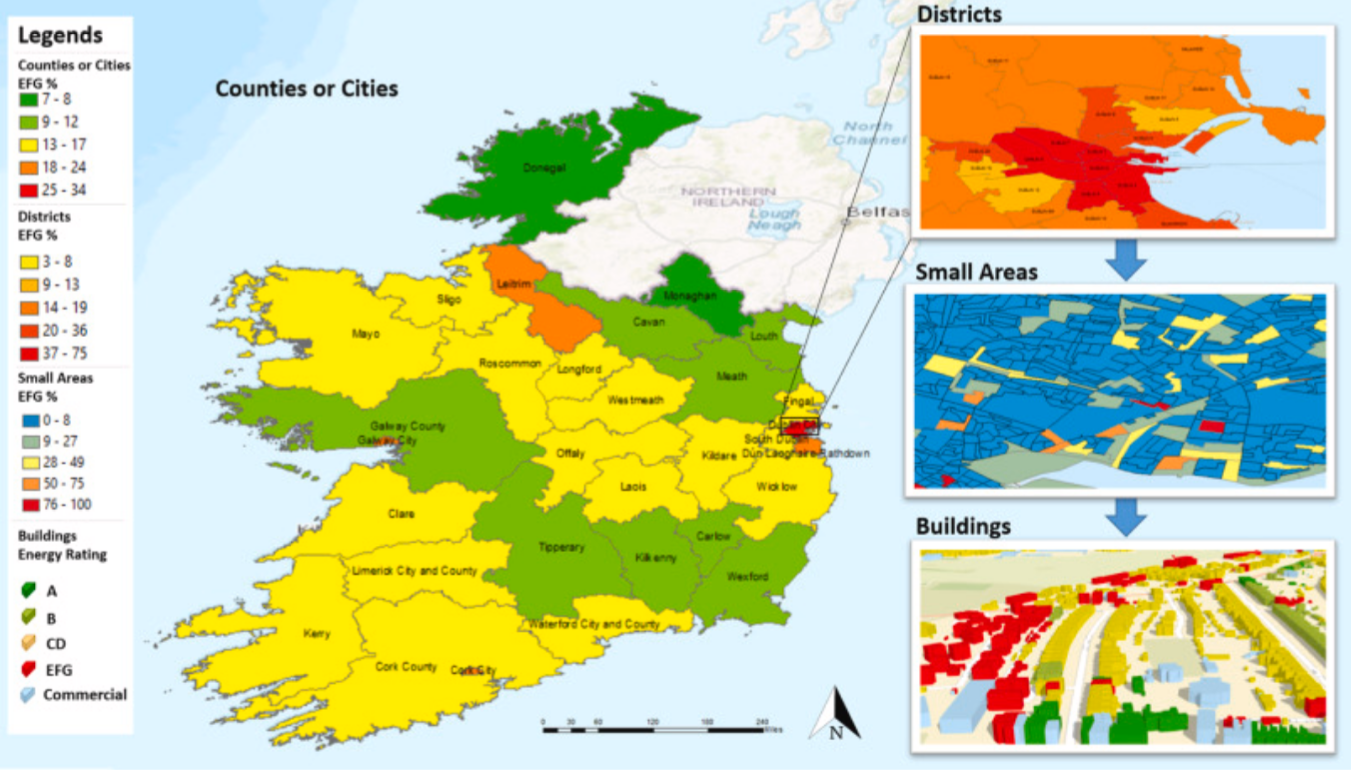 Legends
Counties or Cities
EFG %
7 - 8
9 - 12
13 - 17
18 - 24
25 - 34
Districts
EFG %
3 - 8
9 - 13
14 - 19
20 - 36
37 - 75
Small Areas
EFG %
0 - 8
9 - 27
28 - 49
50 - 75
76 - 100
Buildings
Energy Rating
A
B
CD
EFG
Commercial
Counties or Cities
North
Channel
Donegal
NORTHERN
IRELAND
Lough
Neagh
Belfas
Leitrim
Monaghan
Sligo
Cavan
Mayo
Louth
Roscommon
Longford
Meath
Westmeath
Fingal
Galway County
Galway City
South Dublin
Dún Laoghaire-Rathdown
Offaly
Kildare
Laois
Wicklow
Clare
Tipperary
Carlow
Kilkenny
Limerick City and County
Wexford
Waterford City and County
Kerry
Cork County
Cork City
0 30 60 120 180 240
Miles
N
Districts
Small Areas
Buildings